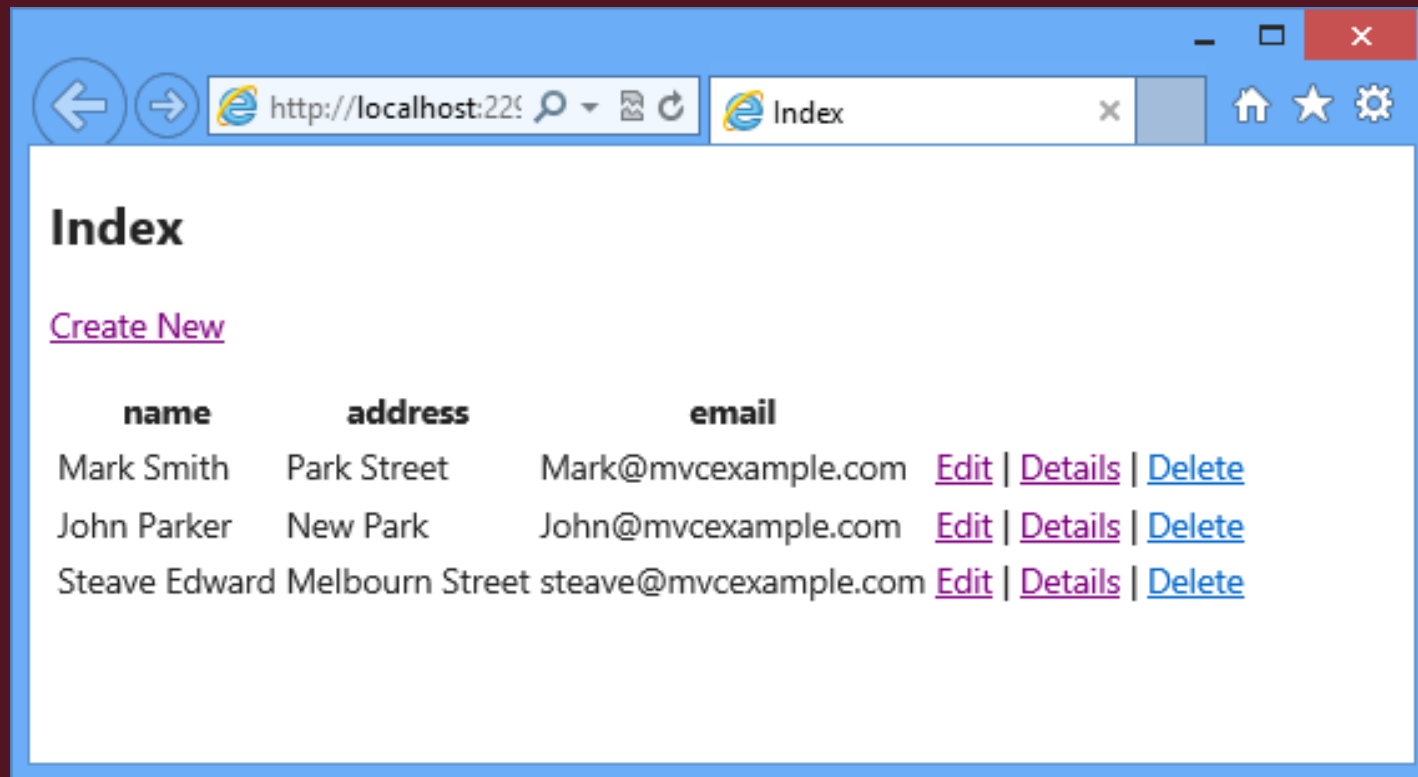 http://localhost:229
Index
Index
Create New
name address email
Mark Smith Park Street Mark@mvcexample.com Edit | Details | Delete
John Parker New Park John@mvcexample.com Edit | Details | Delete
Steave Edward Melbourn Street steave@mvcexample.com Edit | Details | Delete